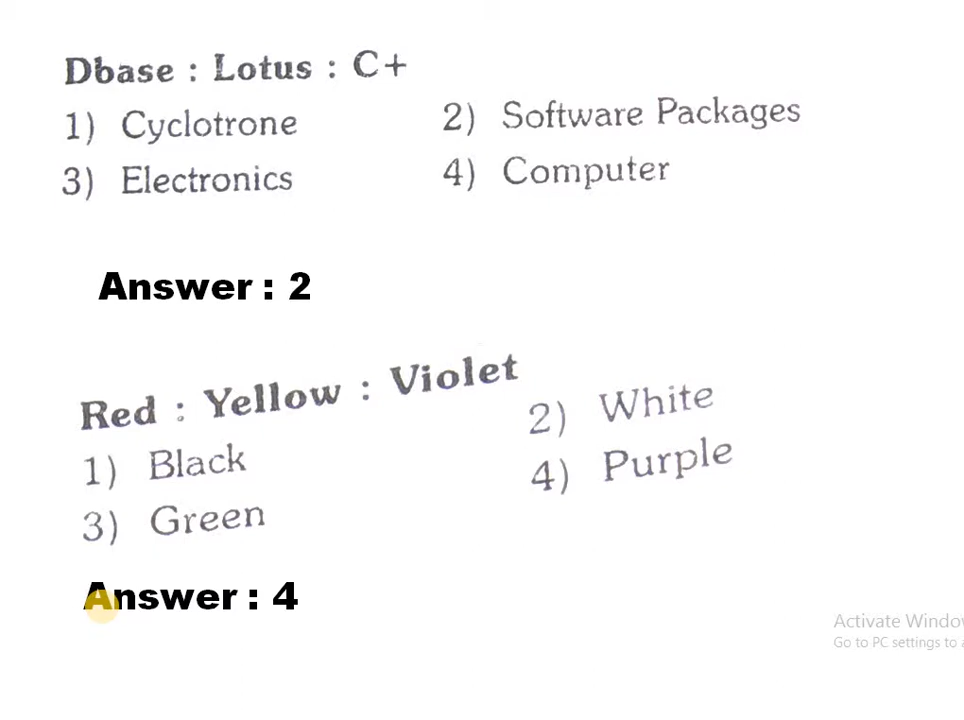 Dbase : Lotus : C+
1) Cyclotrone 2) Software Packages
3) Electronics 4) Computer
Answer : 2
Red : Yellow : Violet
1) Black 2) White
3) Green 4) Purple
Answer : 4
Activate Windo
Go to PC settings to a